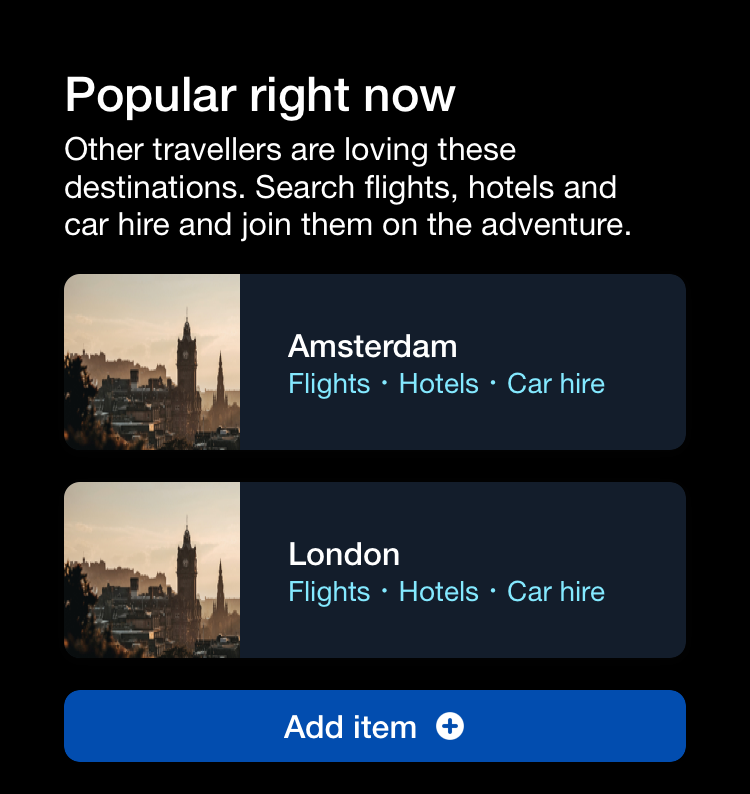 Popular right now
Other travellers are loving these
destinations. Search flights, hotels and
car hire and join them on the adventure.
Amsterdam
Flights • Hotels • Car hire
London
Flights • Hotels • Car hire
Add item